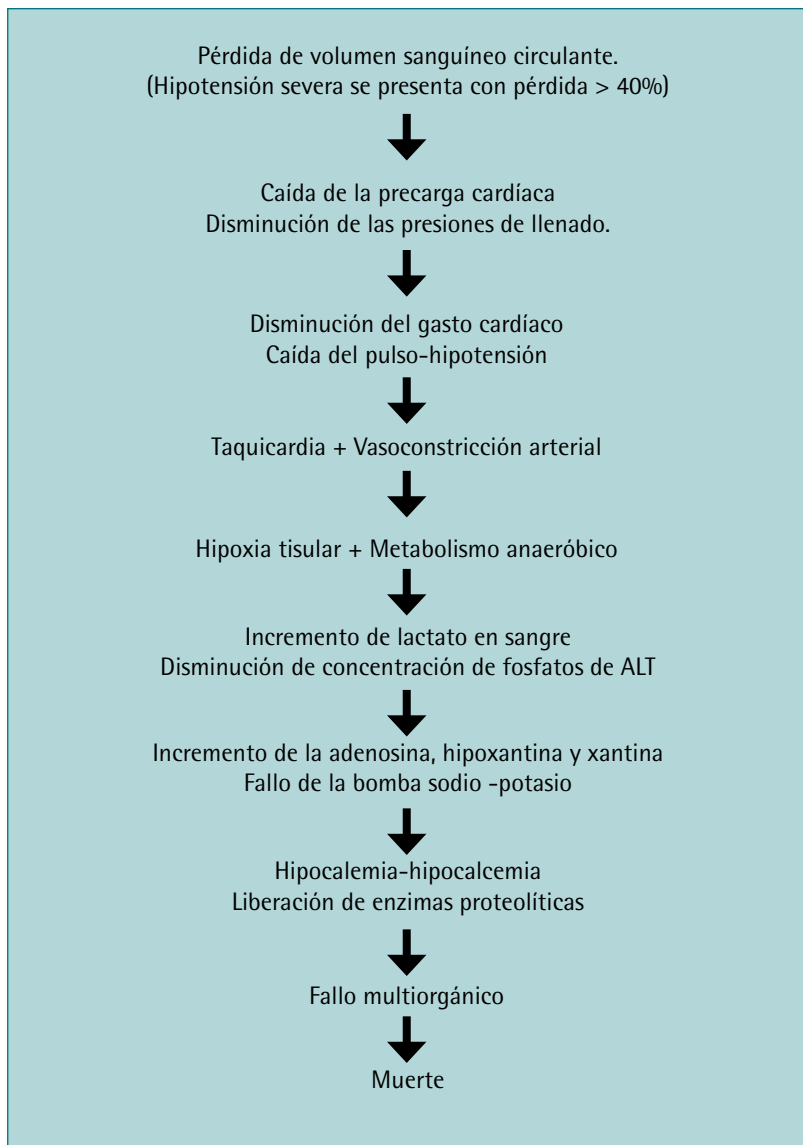 Pérdida de volumen sanguíneo circulante.
(Hipotensión severa se presenta con pérdida > 40%)
Caída de la precarga cardíaca
Disminución de las presiones de llenado.
Disminución del gasto cardíaco
Caída del pulso-hipotensión
Taquicardia + Vasoconstricción arterial
Hipoxia tisular + Metabolismo anaeróbico
Incremento de lactato en sangre
Disminución de concentración de fosfatos de ALT
Incremento de la adenosina, hipoxantina y xantina
Fallo de la bomba sodio -potasio
Hipocalemia-hipocalcemia
Liberación de enzimas proteolíticas
Fallo multiorgánico
Muerte